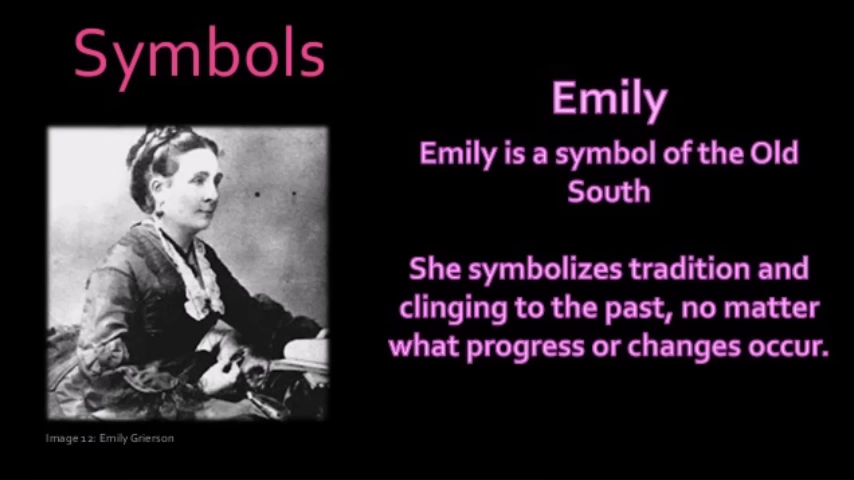 Symbols
Emily
Emily is a symbol of the Old
South
She symbolizes tradition and
clinging to the past, no matter
what progress or changes occur.
Image 12: Emily Grierson